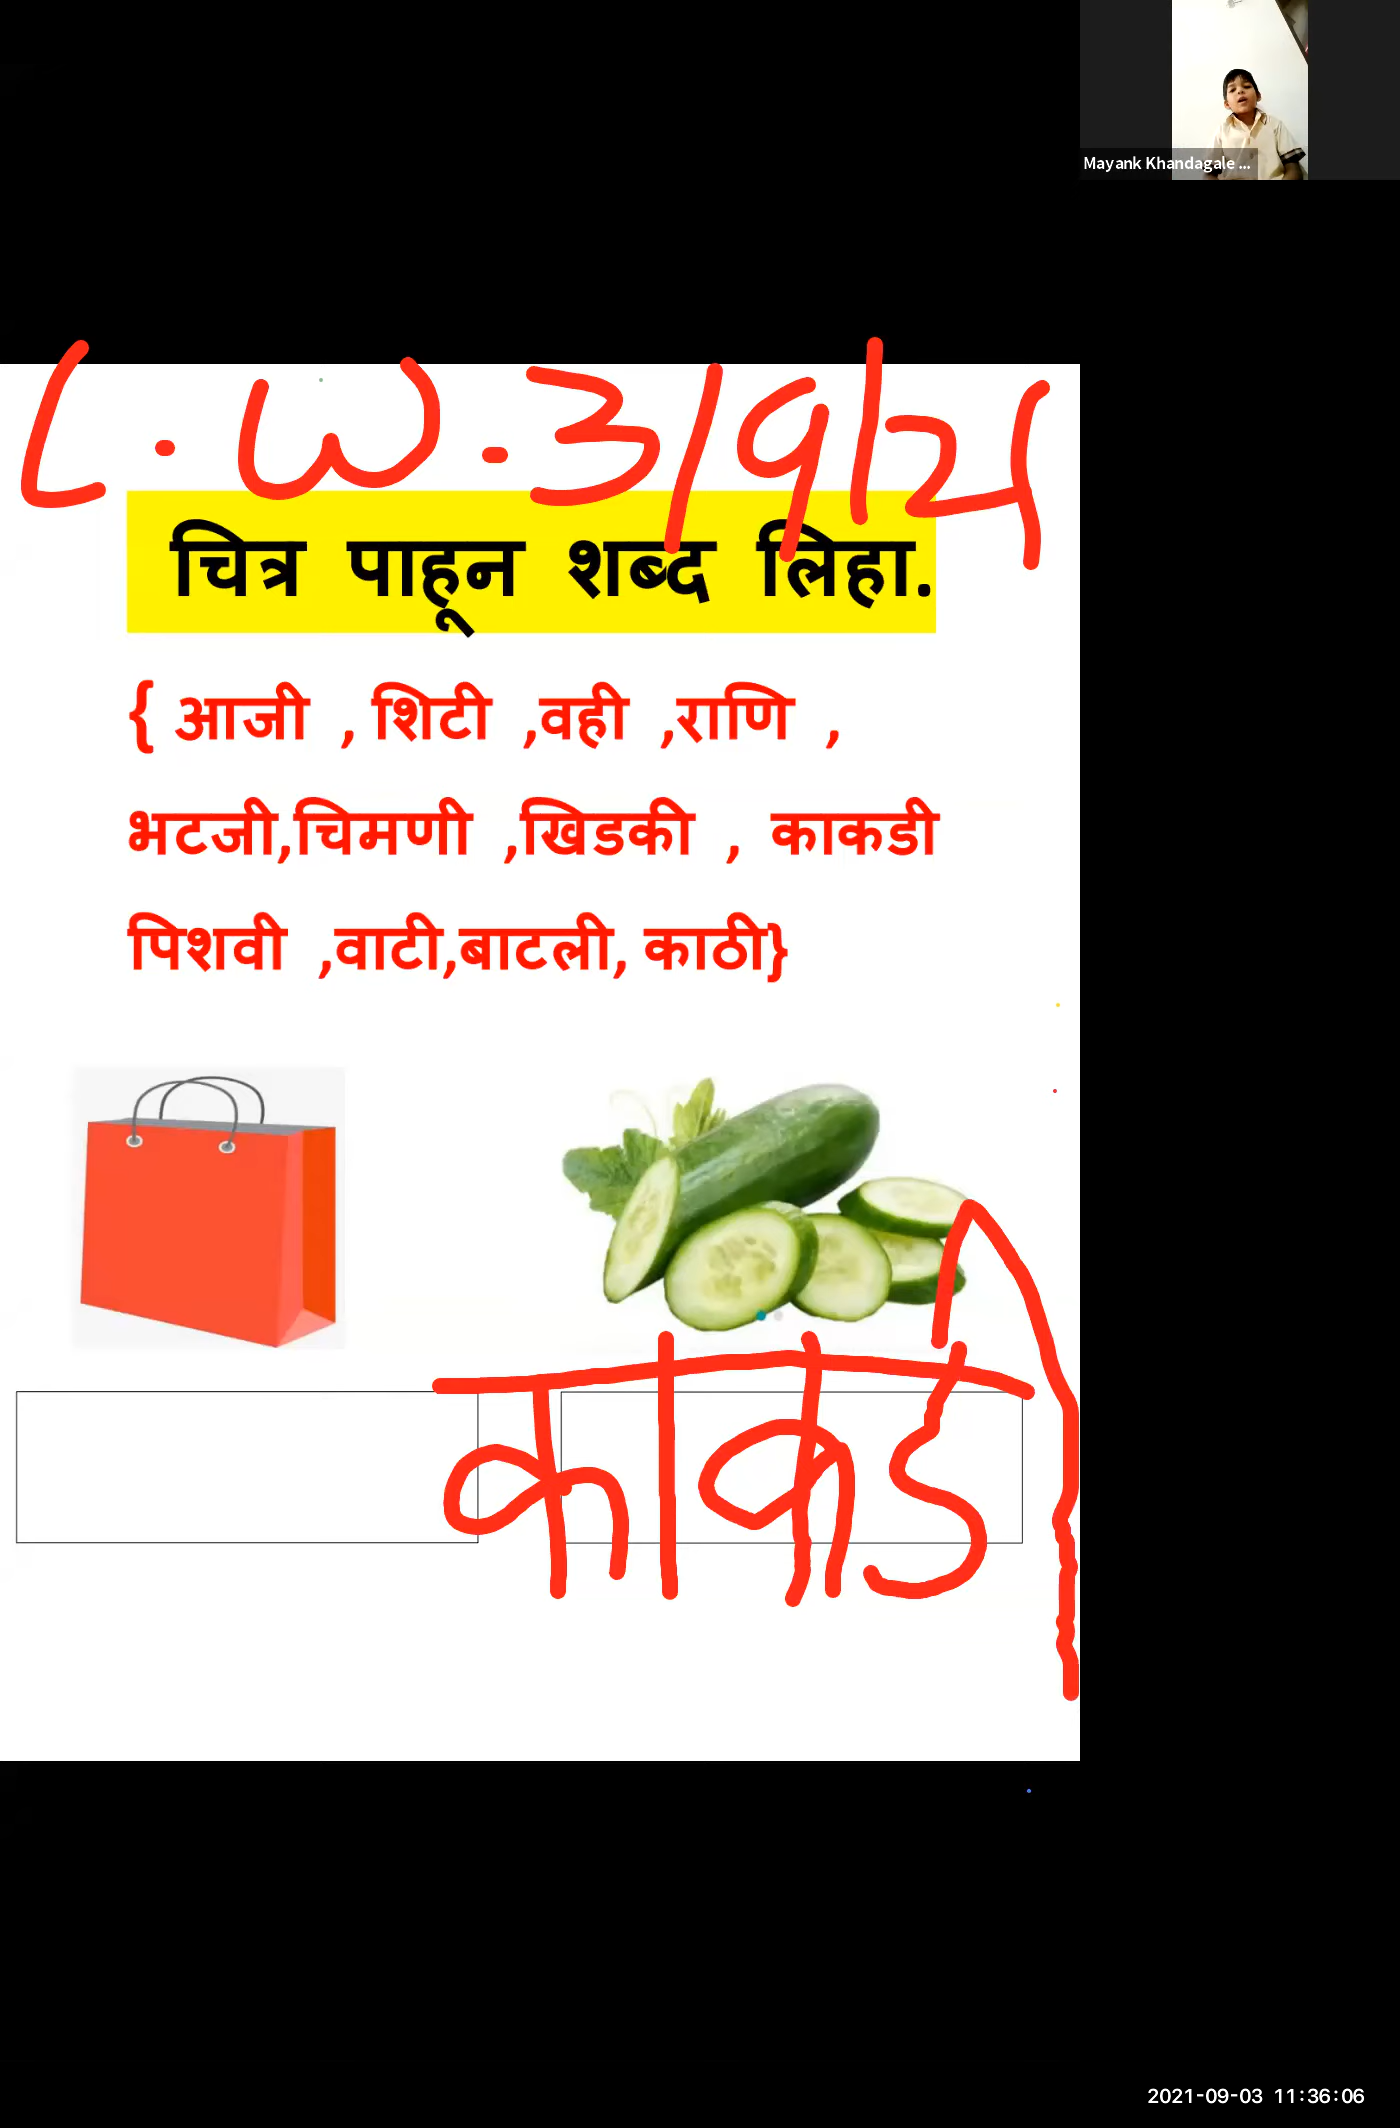 Mayank Khandagale ...
C.W.3/9/21
चित्र पाहून शब्द लिहा.
{ आजी , शिटी ,वही ,राणि ,
भटजी,चिमणी ,खिडकी , काकडी
पिशवी ,वाटी,बाटली, काठी}
काकडी
2021-09-03 11:36:06